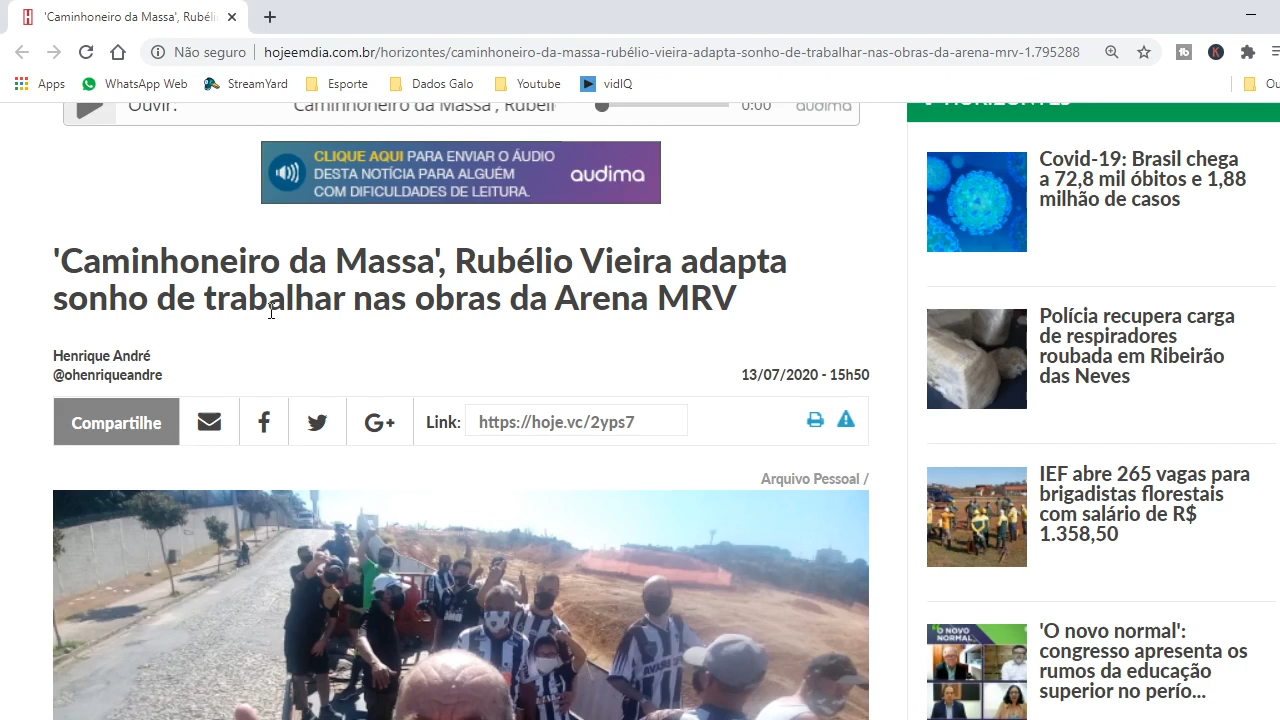 'Caminhoneiro da Massa', Rubéli
Não seguro
hojeemdia.com.br/horizontes/caminhoneiro-da-massa-rubélio-vieira-adapta-sonho-de-trabalhar-nas-obras-da-arena-mrv-1.795288
Apps
WhatsApp Web
StreamYard
Esporte
Dados Galo
Youtube
vidIQ
Ou
Ouvir:
'Caminhoneiro da Massa', Rubéli
0:00
audima
HORIZONTES
CLIQUE AQUI PARA ENVIAR O ÁUDIO
DESTA NOTÍCIA PARA ALGUÉM
COM DIFICULDADES DE LEITURA.
audima
'Caminhoneiro da Massa', Rubélio Vieira adapta
sonho de trabalhar nas obras da Arena MRV
Henrique André
@ohenriqueandre
13/07/2020 - 15h50
Compartilhe
G+
Link:
https://hoje.vc/2yps7
Arquivo Pessoal /
Covid-19: Brasil chega
a 72,8 mil óbitos e 1,88
milhão de casos
Polícia recupera carga
de respiradores
roubada em Ribeirão
das Neves
IEF abre 265 vagas para
brigadistas florestais
com salário de R$
1.358,50
O NOVO
NORMAL
'O novo normal':
congresso apresenta os
rumos da educação
superior no perío...